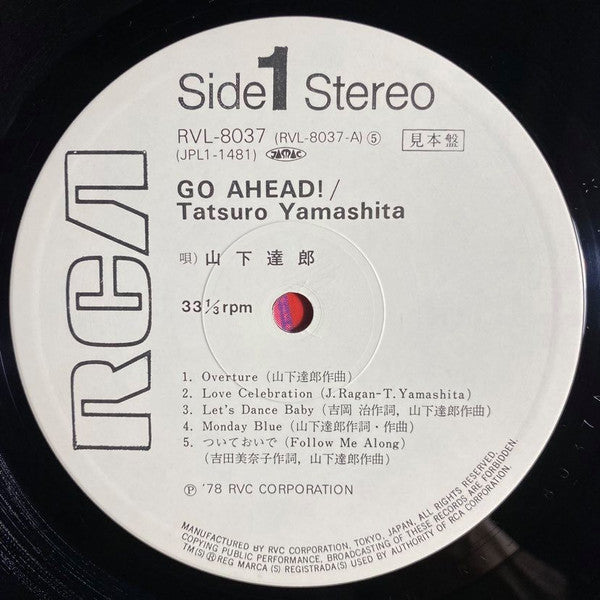 Side 1 Stereo
RVL-8037 (RVL-8037-A) ⑤
見本盤
(JPL1-1481) JASRAC
GO AHEAD! /
Tatsuro Yamashita
RCA
唄) 山下達郎
33 1/3 rpm
1. Overture (山下達郎作曲)
2. Love Celebration (J. Ragan-T. Yamashita)
3. Let's Dance Baby (吉岡 治作詞, 山下達郎作曲)
4. Monday Blue (山下達郎作詞・作曲)
5. ついておいで (Follow Me Along)
(吉田美奈子作詞, 山下達郎作曲)
Ⓟ '78 RVC CORPORATION
MANUFACTURED BY RVC CORPORATION, TOKYO, JAPAN, ALL RIGHTS RESERVED,
COPYING PUBLIC PERFORMANCE, BROADCASTING OF THESE RECORDS ARE FORBIDDEN.
TM(S) ® REG MARCA (S) REGISTRADA(S) USED BY AUTHORITY OF RCA CORPORATION.